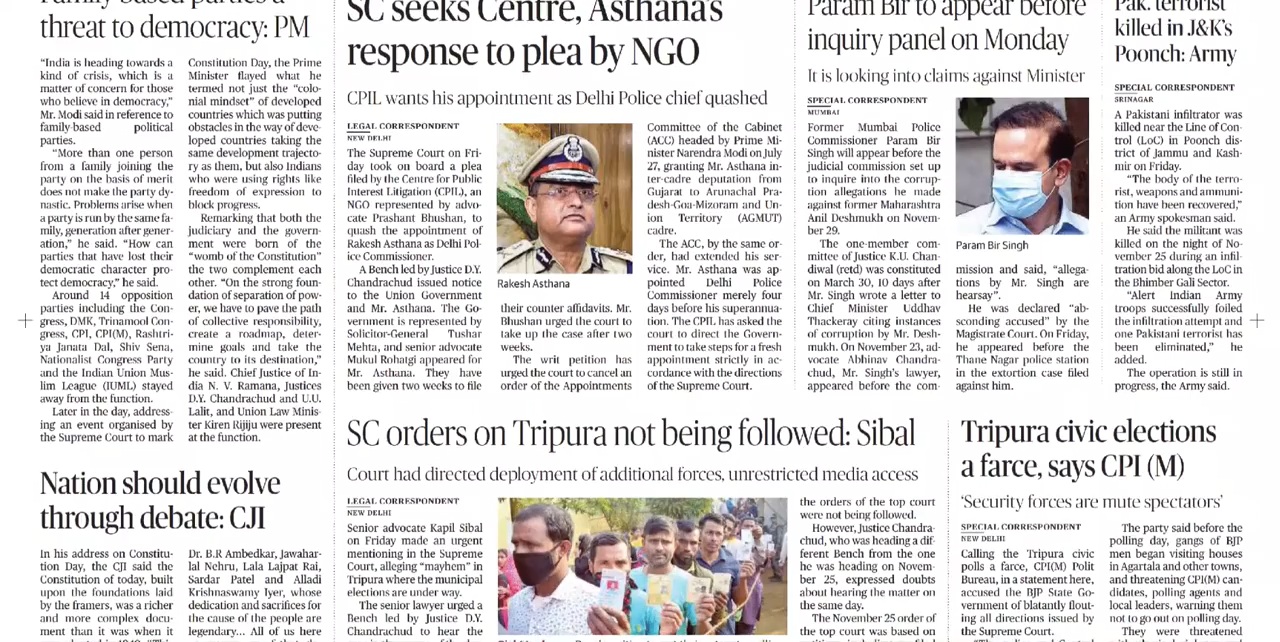 Family-based parties a
threat to democracy: PM
“India is heading towards a
kind of crisis, which is a
matter of concern for those
who believe in democracy,”
Mr. Modi said in reference to
family-based political
parties.
“More than one person
from a family joining the
party on the basis of merit
does not make the party dy-
nastic. Problems arise when
a party is run by the same fa-
mily, generation after gener-
ation,” he said. “How can
parties that have lost their
democratic character pro-
tect democracy,” he said.
Around 14 opposition
parties including the Con-
gress, DMK, Trinamool Con-
gress, CPI, CPI(M), Rashtri-
ya Janata Dal, Shiv Sena,
Nationalist Congress Party
and the Indian Union Mus-
lim League (IUML) stayed
away from the function.
Later in the day, address-
ing an event organised by
the Supreme Court to mark
Constitution Day, the Prime
Minister flayed what he
termed not just the “colo-
nial mindset” of developed
countries which was putting
obstacles in the way of deve-
loped countries taking the
same development trajecto-
ry as them, but also Indians
who were using rights like
freedom of expression to
block progress.
Remarking that both the
judiciary and the govern-
ment were born of the
“womb of the Constitution”
the two complement each
other. “On the strong foun-
dation of separation of pow-
er, we have to pave the path
of collective responsibility,
create a roadmap, deter-
mine goals and take the
country to its destination,”
he said. Chief Justice of In-
dia N. V. Ramana, Justices
D.Y. Chandrachud and U.U.
Lalit, and Union Law Minis-
ter Kiren Rijiju were present
at the function.
Nation should evolve
through debate: CJI
In his address on Constitu-
tion Day, the CJI said the
Constitution of today, built
upon the foundations laid
by the framers, was a richer
and more complex docu-
ment than it was when it
Dr. B.R Ambedkar, Jawahar-
lal Nehru, Lala Lajpat Rai,
Sardar Patel and Alladi
Krishnaswamy Iyer, whose
dedication and sacrifices for
the cause of the people are
legendary... All of us here
SC seeks Centre, Asthana’s
response to plea by NGO
CPIL wants his appointment as Delhi Police chief quashed
LEGAL CORRESPONDENT
NEW DELHI
The Supreme Court on Fri-
day took on board a plea
filed by the Centre for Public
Interest Litigation (CPIL), an
NGO represented by advo-
cate Prashant Bhushan, to
quash the appointment of
Rakesh Asthana as Delhi Pol-
ice Commissioner.
A Bench led by Justice D.Y.
Chandrachud issued notice
to the Union Government
and Mr. Asthana. The Go-
vernment is represented by
Solicitor-General Tushar
Mehta, and senior advocate
Mukul Rohatgi appeared for
Mr. Asthana. They have
been given two weeks to file
Rakesh Asthana
their counter affidavits. Mr.
Bhushan urged the court to
take up the case after two
weeks.
The writ petition has
urged the court to cancel an
order of the Appointments
Committee of the Cabinet
(ACC) headed by Prime Mi-
nister Narendra Modi on July
27, granting Mr. Asthana in-
ter-cadre deputation from
Gujarat to Arunachal Pra-
desh-Goa-Mizoram and Un-
ion Territory (AGMUT)
cadre.
The ACC, by the same or-
der, had extended his ser-
vice. Mr. Asthana was ap-
pointed Delhi Police
Commissioner merely four
days before his superannua-
tion. The CPIL has asked the
court to direct the Govern-
ment to take steps for a fresh
appointment strictly in ac-
cordance with the directions
of the Supreme Court.
Param Bir to appear before
inquiry panel on Monday
It is looking into claims against Minister
SPECIAL CORRESPONDENT
MUMBAI
Former Mumbai Police
Commissioner Param Bir
Singh will appear before the
judicial commission set up
to inquire into the corrup-
tion allegations he made
against former Maharashtra
Anil Deshmukh on Novem-
ber 29.
The one-member com-
mittee of Justice K.U. Chan-
diwal (retd) was constituted
on March 30, 10 days after
Mr. Singh wrote a letter to
Chief Minister Uddhav
Thackeray citing instances
of corruption by Mr. Desh-
mukh. On November 23, ad-
vocate Abhinav Chandra-
chud, Mr. Singh’s lawyer,
appeared before the com-
Param Bir Singh
mission and said, “allega-
tions by Mr. Singh are
hearsay”.
He was declared “ab-
sconding accused” by the
Magistrate Court. On Friday,
he appeared before the
Thane Nagar police station
in the extortion case filed
against him.
Pak. terrorist
killed in J&K’s
Poonch: Army
SPECIAL CORRESPONDENT
SRINAGAR
A Pakistani infiltrator was
killed near the Line of Con-
trol (LoC) in Poonch dis-
trict of Jammu and Kash-
mir on Friday.
“The body of the terro-
rist, weapons and ammuni-
tion have been recovered,”
an Army spokesman said.
He said the militant was
killed on the night of No-
vember 25 during an infil-
tration bid along the LoC in
the Bhimber Gali Sector.
“Alert Indian Army
troops successfully foiled
the infiltration attempt and
one Pakistani terrorist has
been eliminated,” he
added.
The operation is still in
progress, the Army said.
SC orders on Tripura not being followed: Sibal
Court had directed deployment of additional forces, unrestricted media access
LEGAL CORRESPONDENT
NEW DELHI
Senior advocate Kapil Sibal
on Friday made an urgent
mentioning in the Supreme
Court, alleging “mayhem” in
Tripura where the municipal
elections are under way.
The senior lawyer urged a
Bench led by Justice D.Y.
Chandrachud to hear the
the orders of the top court
were not being followed.
However, Justice Chandra-
chud, who was heading a dif-
ferent Bench from the one
he was heading on Novem-
ber 25, expressed doubts
about hearing the matter on
the same day.
The November 25 order of
the top court was based on
Tripura civic elections
a farce, says CPI (M)
‘Security forces are mute spectators’
SPECIAL CORRESPONDENT
NEW DELHI
Calling the Tripura civic
polls a farce, CPI(M) Polit
Bureau, in a statement here,
accused the BJP State Go-
vernment of blatantly flout-
ing all directions issued by
the Supreme Court.
The party said before the
polling day, gangs of BJP
men began visiting houses
in Agartala and other towns,
and threatening CPI(M) can-
didates, polling agents and
local leaders, warning them
not to go out on polling day.
They were threatened